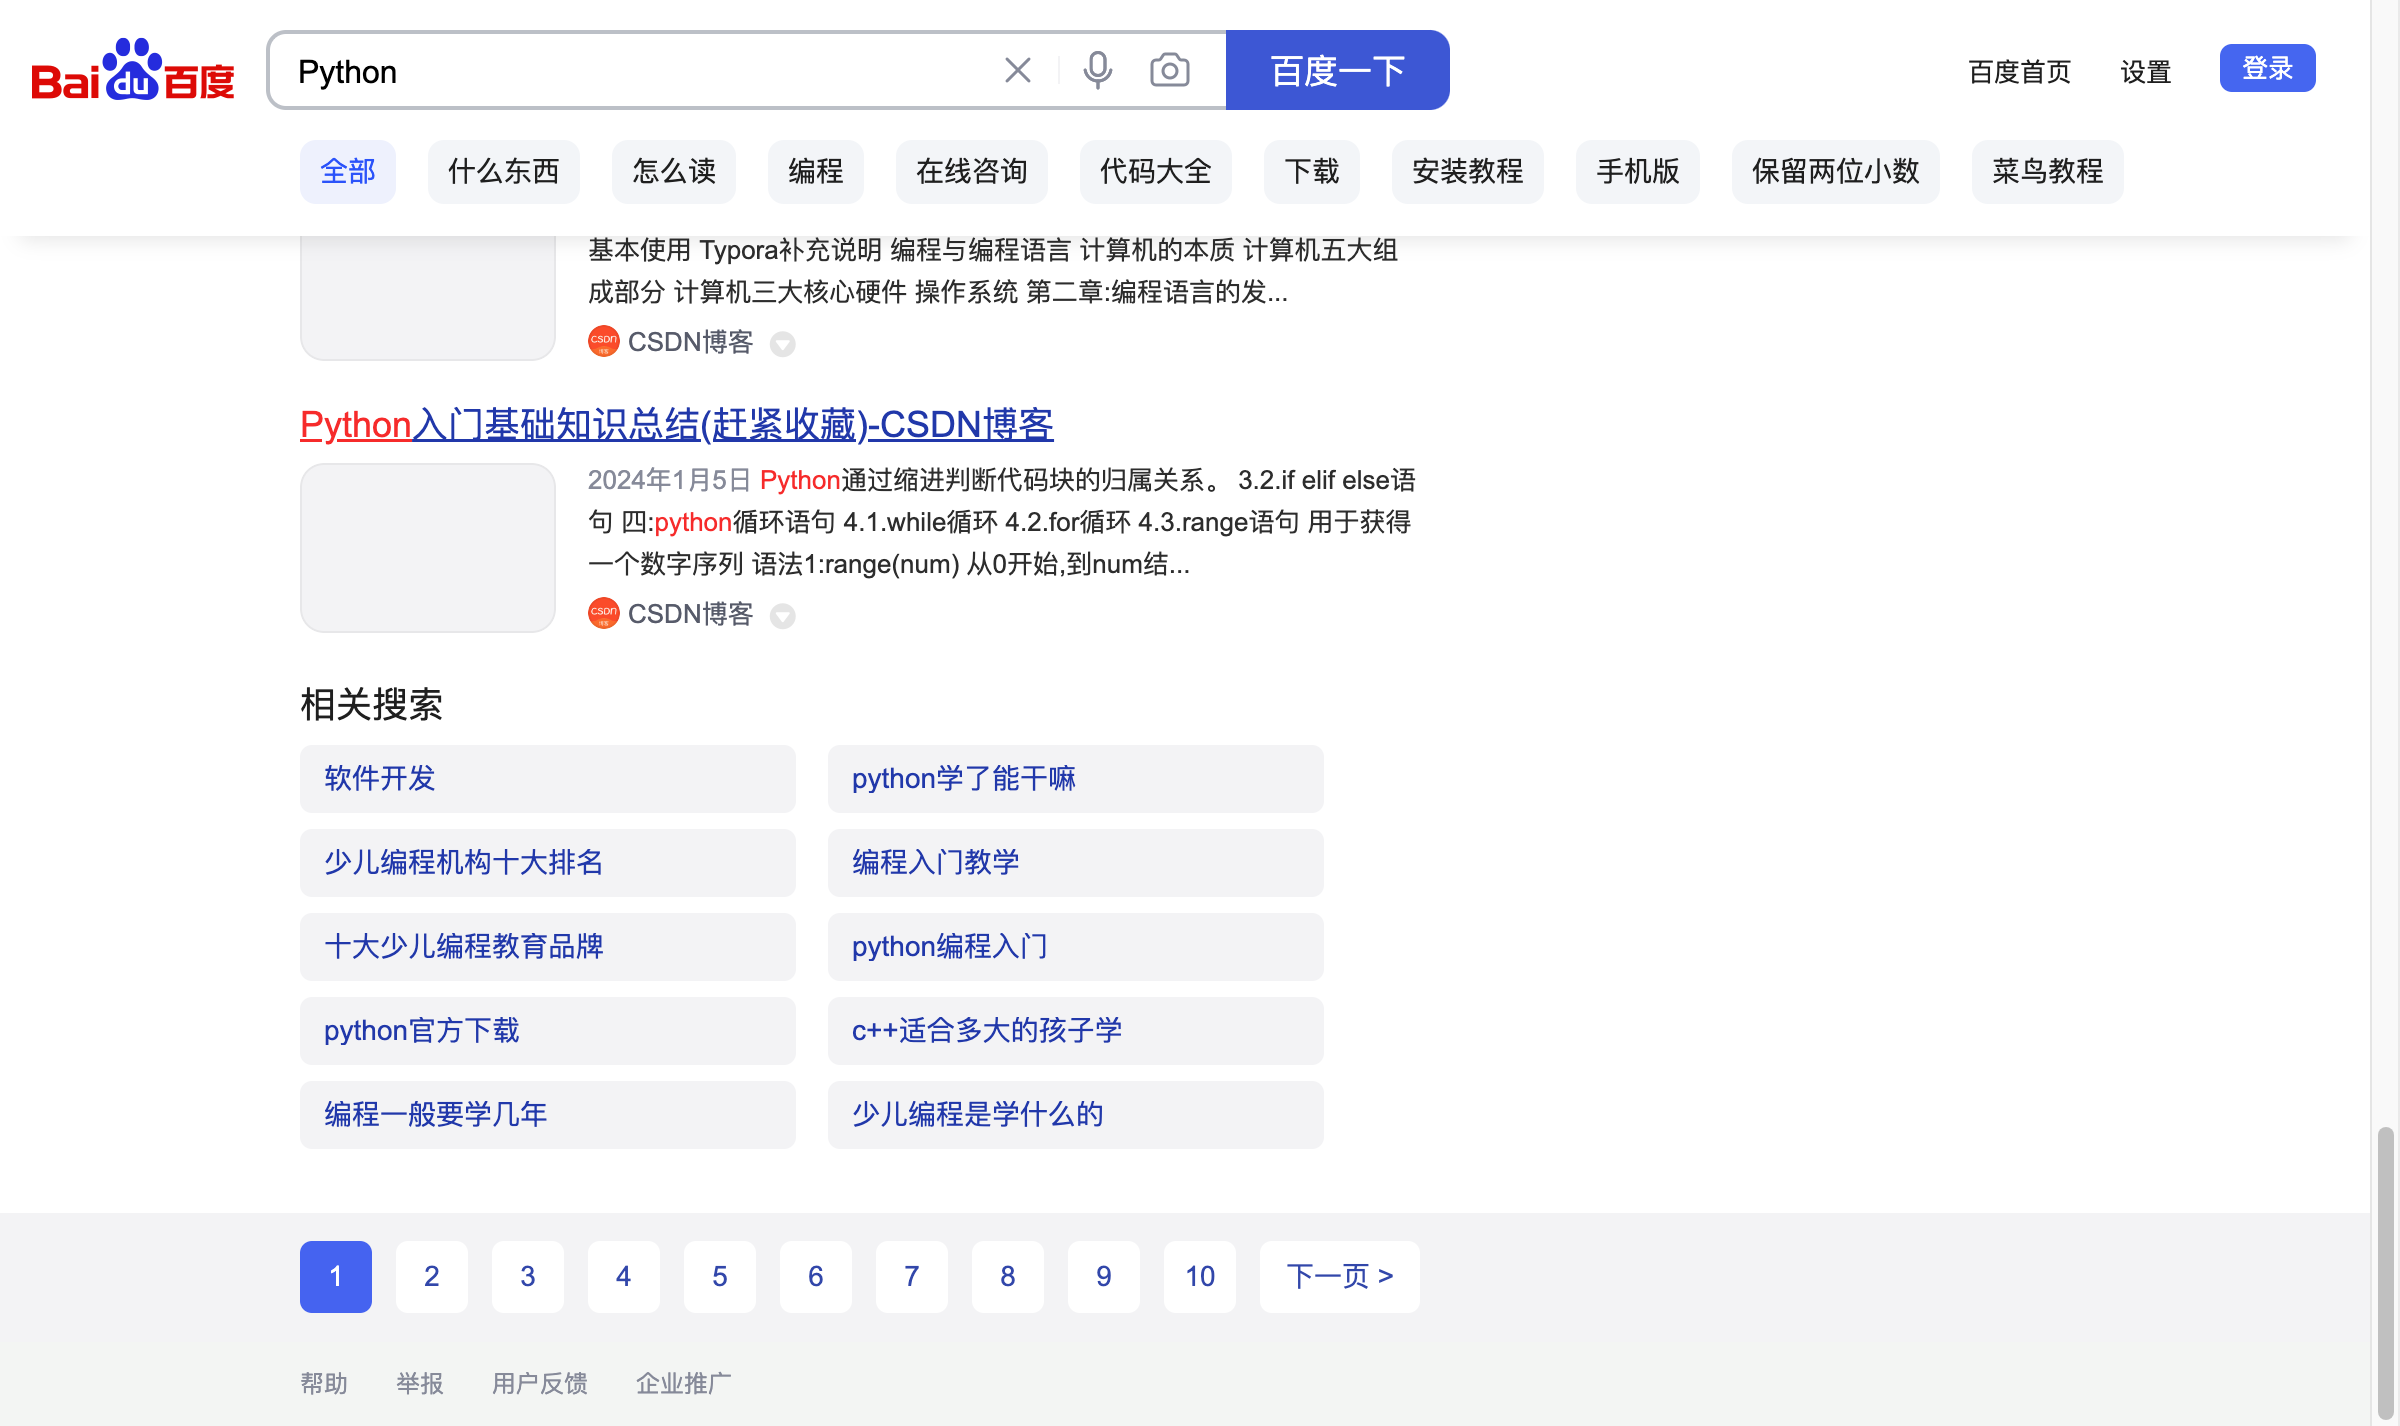 Baidu百度
Python
百度一下
百度首页 设置 登录
全部 什么东西 怎么读 编程 在线咨询 代码大全 下载 安装教程 手机版 保留两位小数 菜鸟教程
基本使用 Typora补充说明 编程与编程语言 计算机的本质 计算机五大组
成部分 计算机三大核心硬件 操作系统 第二章:编程语言的发...
CSDN博客
Python入门基础知识总结(赶紧收藏)-CSDN博客
2024年1月5日 Python通过缩进判断代码块的归属关系。 3.2.if elif else语
句 四:python循环语句 4.1.while循环 4.2.for循环 4.3.range语句 用于获得
一个数字序列 语法1:range(num) 从0开始,到num结...
CSDN博客
相关搜索
软件开发 python学了能干嘛
少儿编程机构十大排名 编程入门教学
十大少儿编程教育品牌 python编程入门
python官方下载 c++适合多大的孩子学
编程一般要学几年 少儿编程是学什么的
1 2 3 4 5 6 7 8 9 10 下一页 >
帮助 举报 用户反馈 企业推广